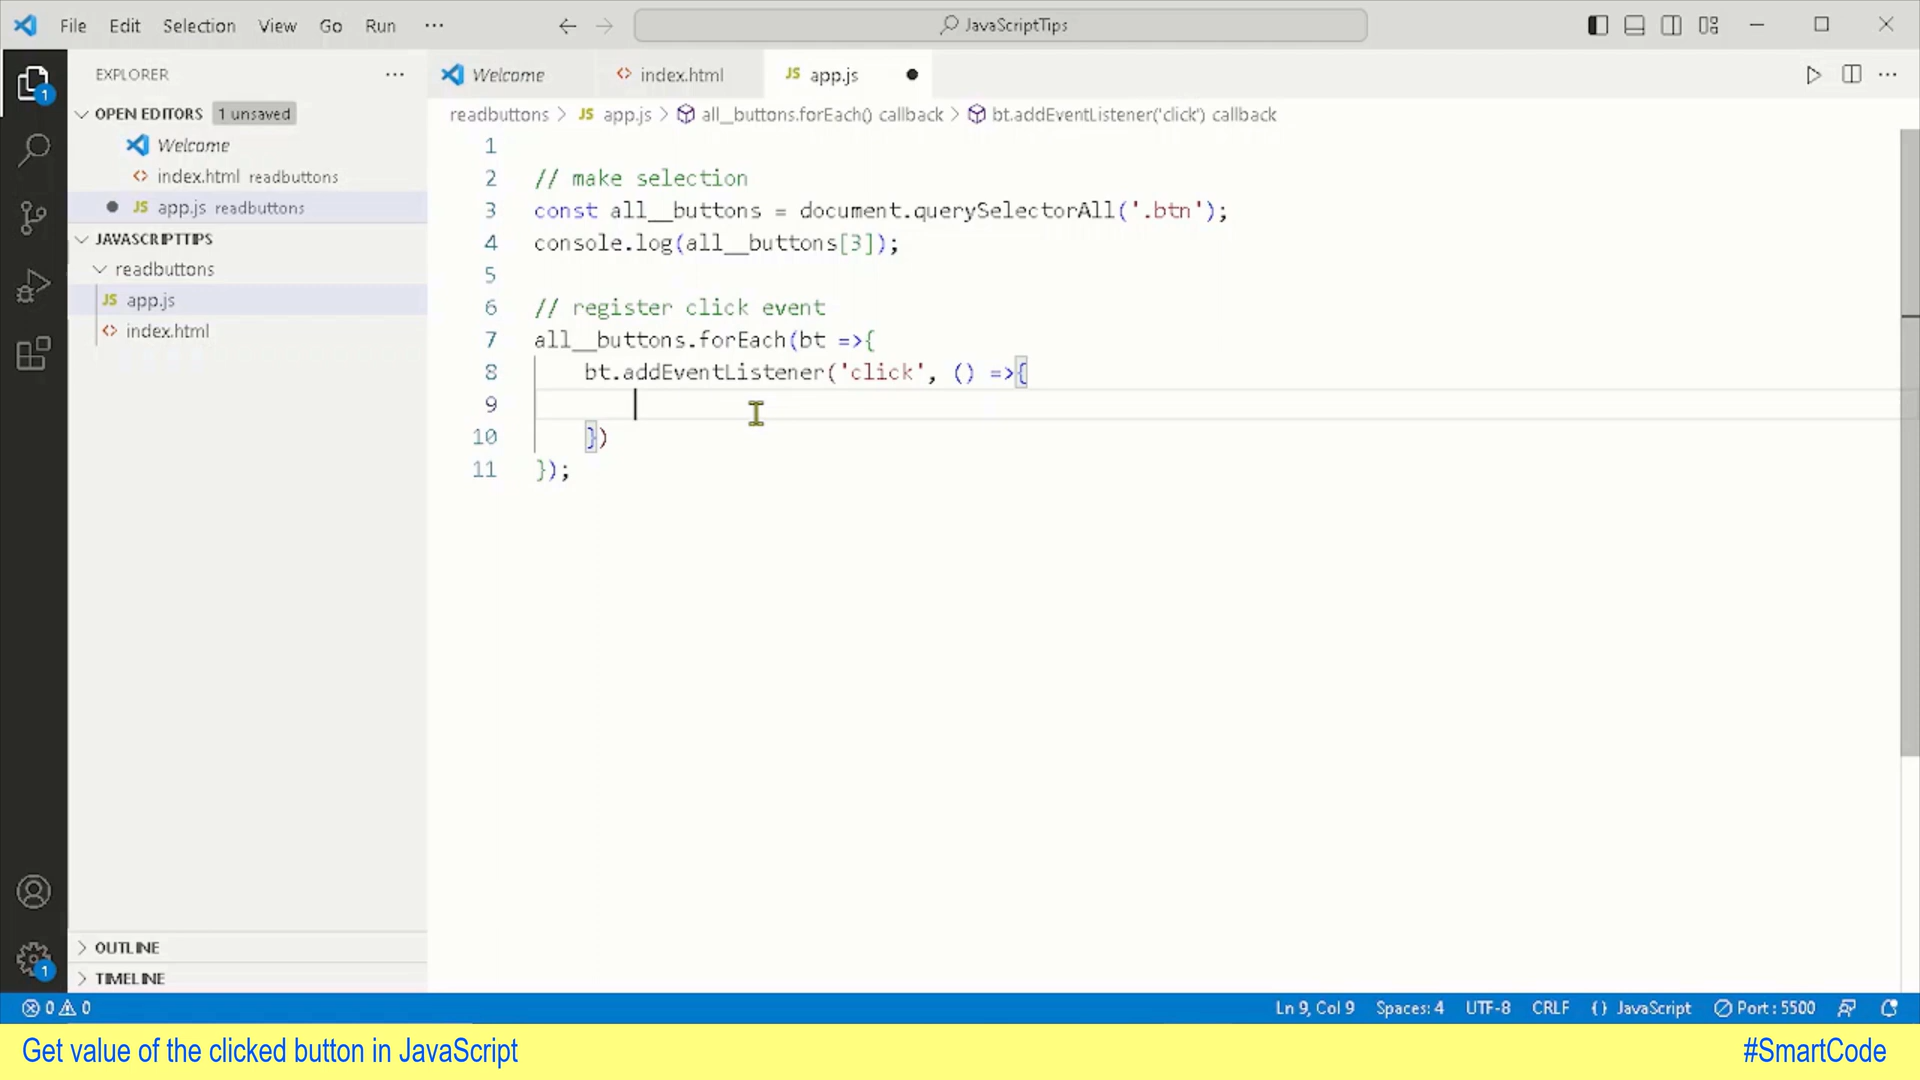 File Edit Selection View Go Run ··· JavaScriptTips
EXPLORER ···
OPEN EDITORS 1 unsaved
Welcome
index.html readbuttons
app.js readbuttons
JAVASCRIPTTIPS
readbuttons
app.js
index.html
OUTLINE
TIMELINE
1
1
Welcome index.html app.js
readbuttons > app.js > all__buttons.forEach() callback > bt.addEventListener('click') callback
1
2 // make selection
3 const all__buttons = document.querySelectorAll('.btn');
4 console.log(all__buttons[3]);
5
6 // register click event
7 all__buttons.forEach(bt =>{
8 bt.addEventListener('click', () =>{
9
10 })
11 });
0 0 Ln 9, Col 9 Spaces: 4 UTF-8 CRLF {} JavaScript Port : 5500
Get value of the clicked button in JavaScript #SmartCode